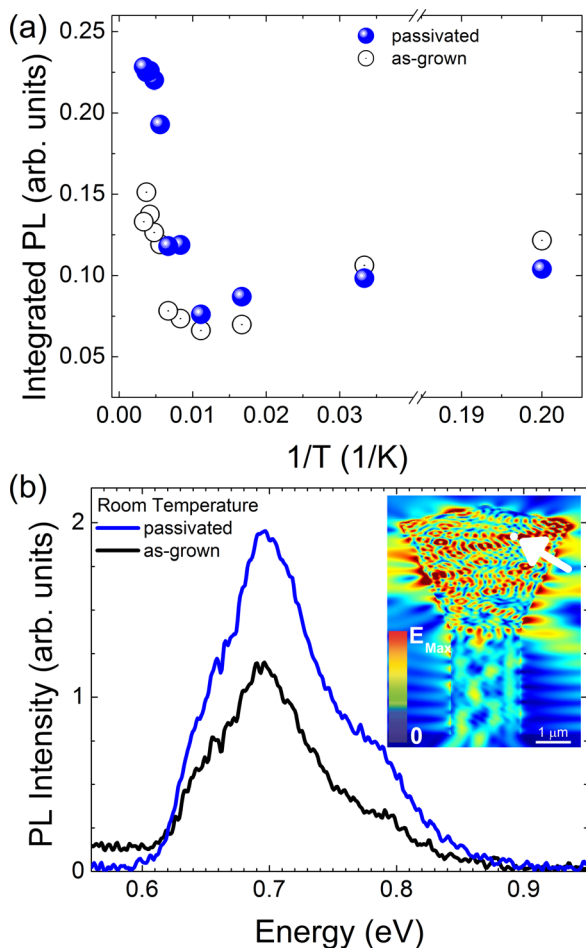 (a)
passivated
as-grown
Integrated PL (arb. units)
0.25
0.20
0.15
0.10
0.05
0.00 0.01 0.02 0.03 0.19 0.20
1/T (1/K)
(b)
Room Temperature
passivated
as-grown
PL Intensity (arb. units)
2
1
0
E Max
0
1 μm
0.6 0.7 0.8 0.9
Energy (eV)